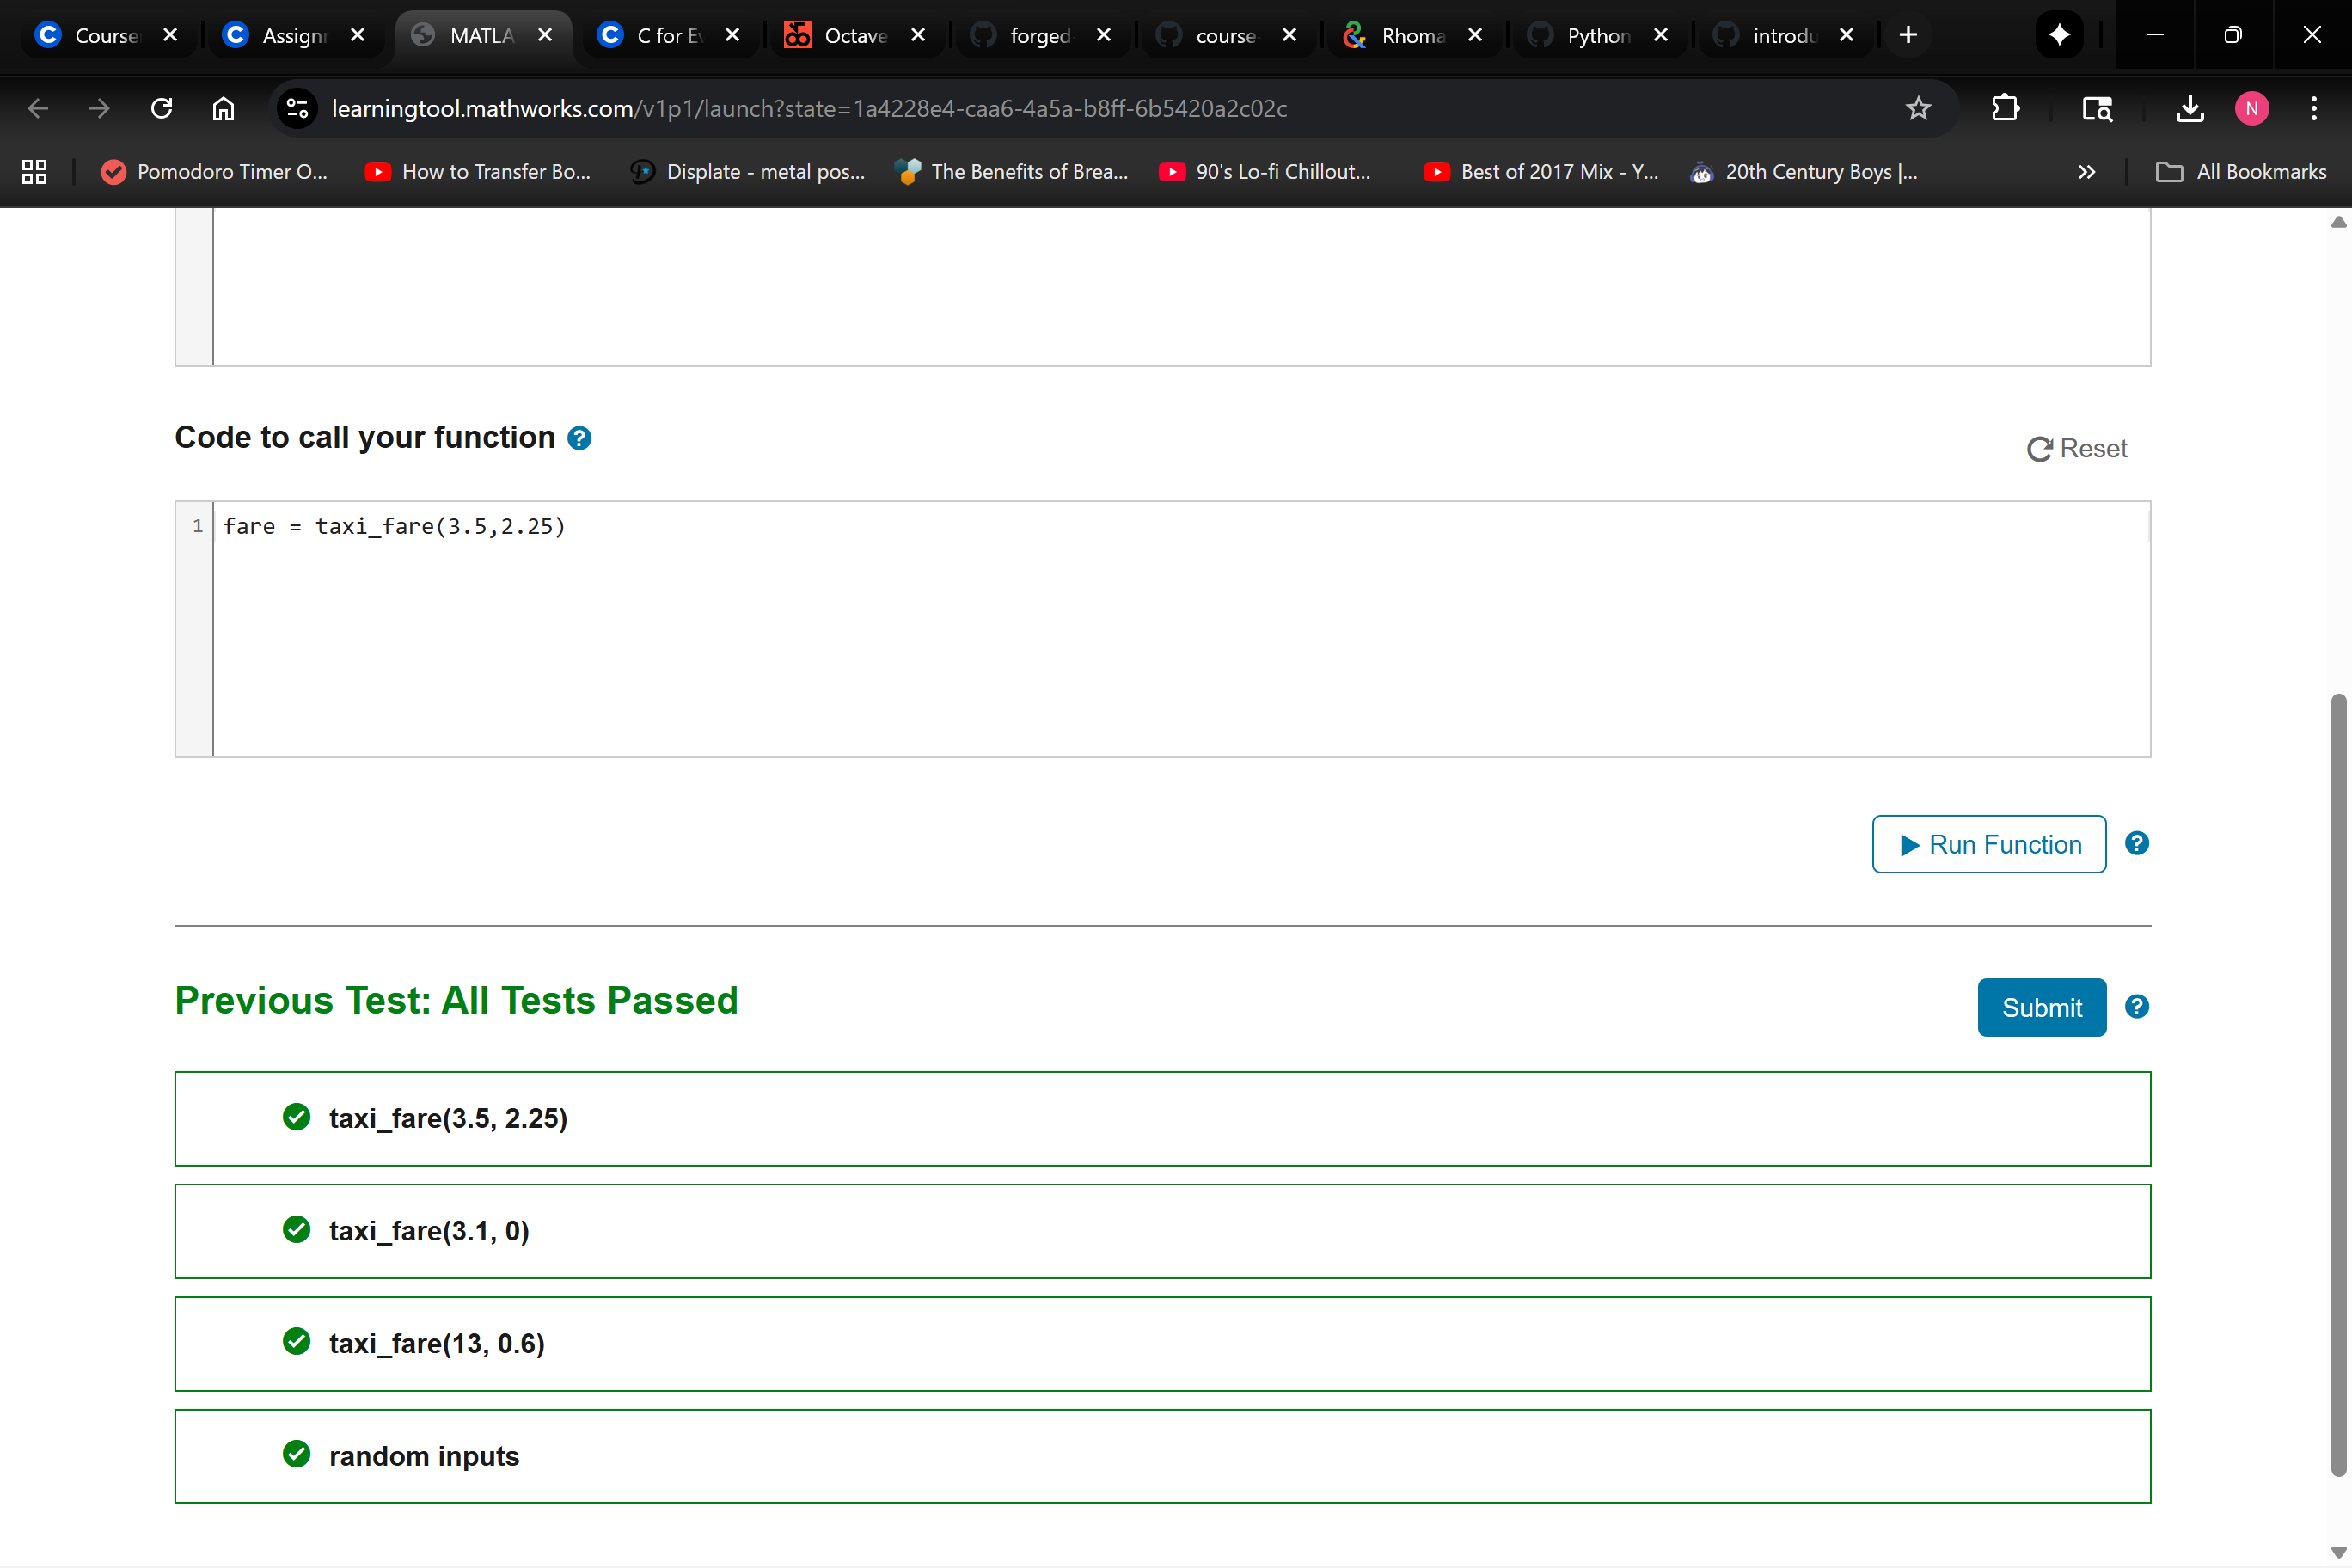 Course
Assignm
MATLA
C for Ev
Octave
forged-
course-
Rhoma
Python
introdu
learningtool.mathworks.com/v1p1/launch?state=1a4228e4-caa6-4a5a-b8ff-6b5420a2c02c
N
Pomodoro Timer O...
How to Transfer Bo...
Displate - metal pos...
The Benefits of Brea...
90's Lo-fi Chillout...
Best of 2017 Mix - Y...
20th Century Boys |...
All Bookmarks
Code to call your function
Reset
1 fare = taxi_fare(3.5,2.25)
Run Function
Previous Test: All Tests Passed
Submit
taxi_fare(3.5, 2.25)
taxi_fare(3.1, 0)
taxi_fare(13, 0.6)
random inputs